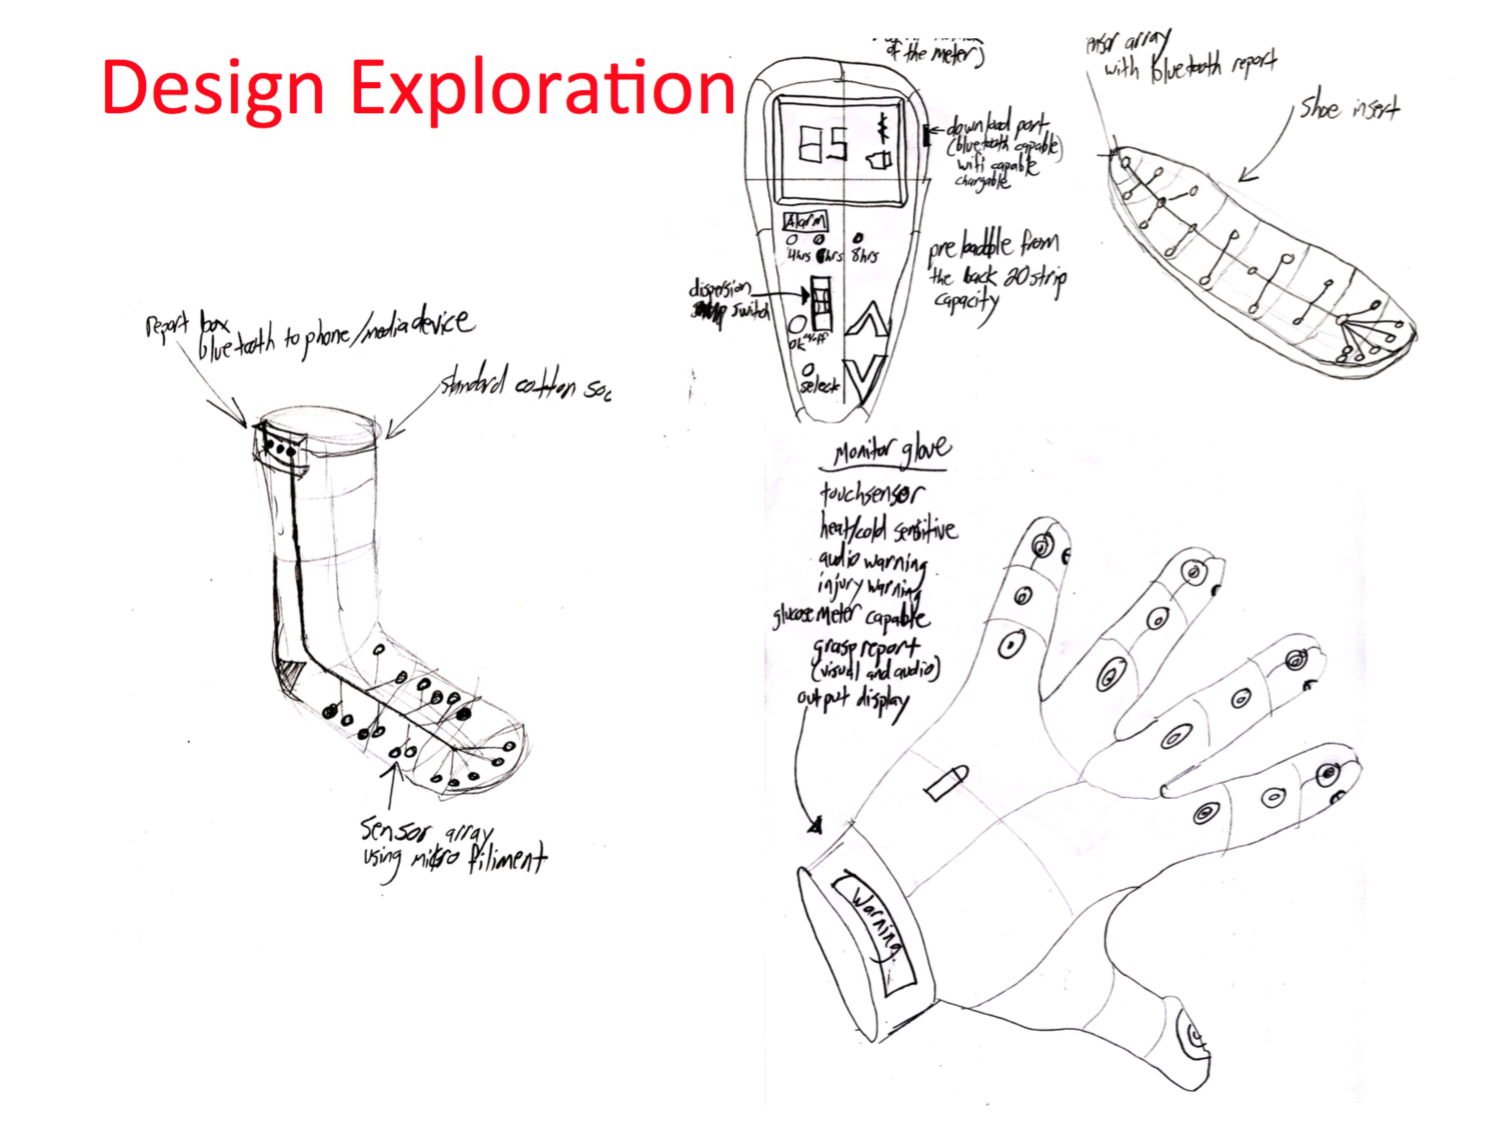 Design Exploration
of the meter)
download port
(bluetooth capable)
wifi capable
chargable
85
Alarm
4hrs 6hrs 8hrs
preloadble from
the back 20 strip
capacity
dispersion
switch
on/off
ok
select
with bluetooth report
array
shoe insert
report box
bluetooth to phone/media device
standard cotton soc
sensor array
using micro filiment
Monitor glove
touchsensor
heat/cold sensitive
audio warning
injury warning
glucose meter capable
grasp report
(visual and audio)
output display
Warning